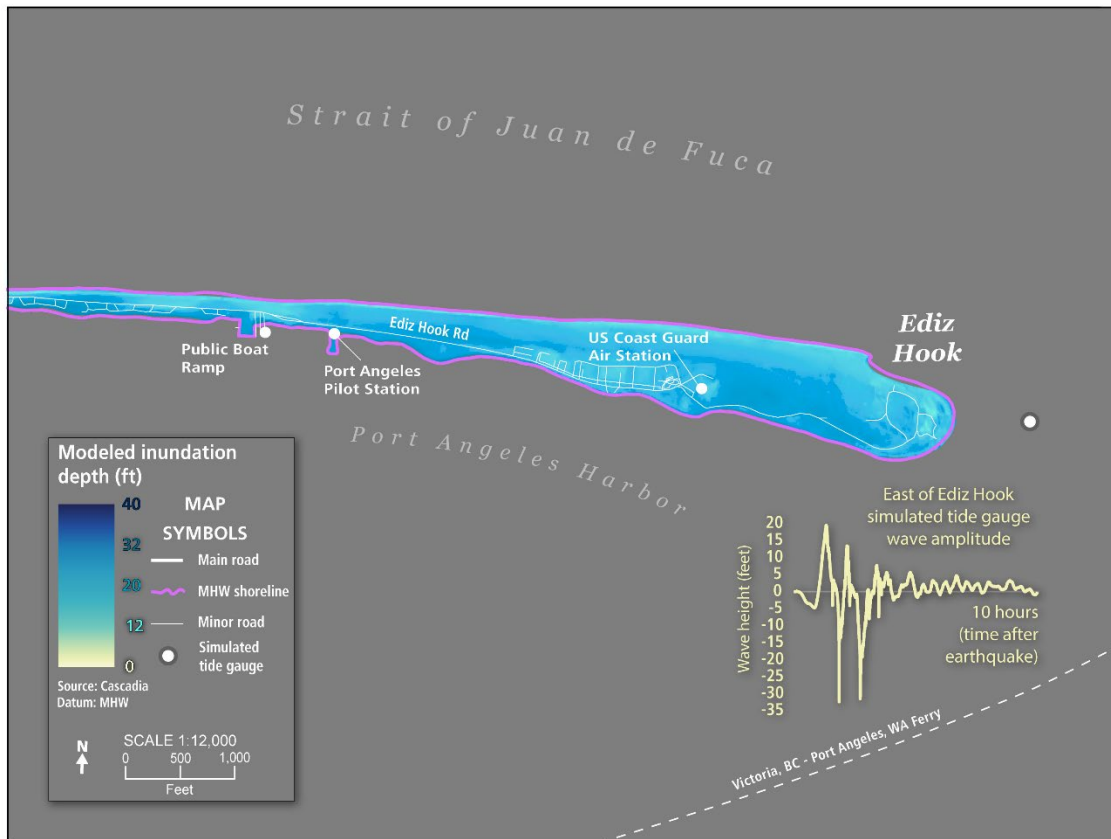 Strait of Juan de Fuca
Ediz
Hook
Ediz Hook Rd
US Coast Guard
Air Station
Public Boat
Ramp
Port Angeles
Pilot Station
Port Angeles Harbor
Modeled inundation
depth (ft)
40
32
20
12
0
MAP
SYMBOLS
Main road
MHW shoreline
Minor road
Simulated
tide gauge
Source: Cascadia
Datum: MHW
N
SCALE 1:12,000
0 500 1,000
Feet
East of Ediz Hook
simulated tide gauge
wave amplitude
Wave height (feet)
20
15
10
5
0
-5
-10
-15
-20
-25
-30
-35
10 hours
(time after
earthquake)
Victoria, BC - Port Angeles, WA Ferry